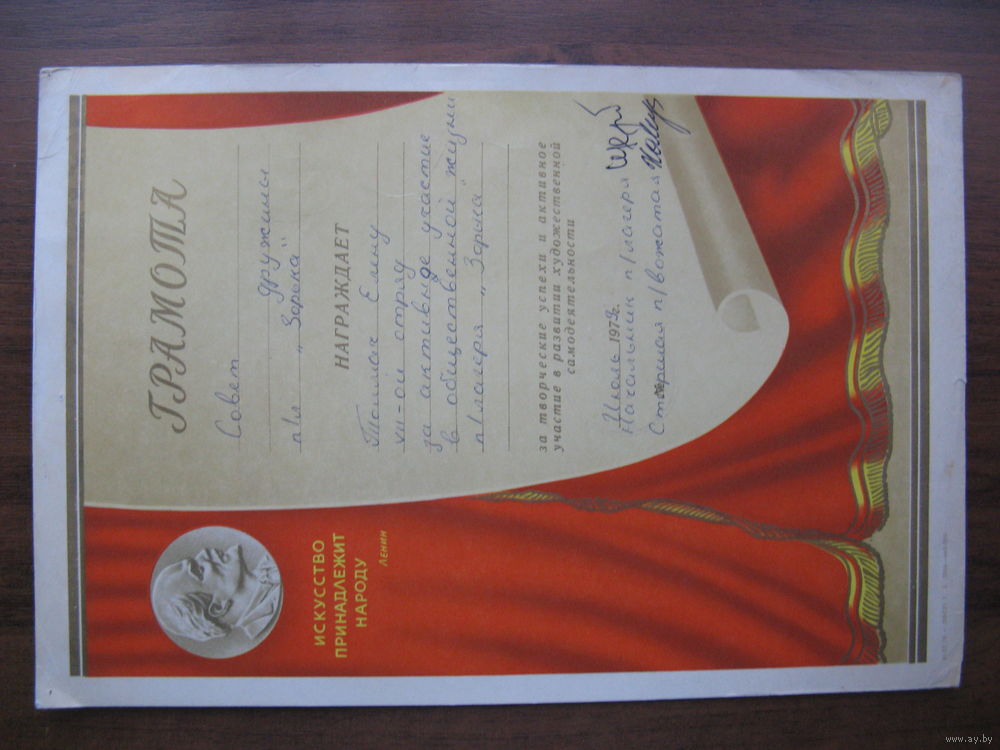 ГРАМОТА
Совет дружины
п/л „Зорька"
НАГРАЖДАЕТ
Толмач Елену
VII-ой отряд
за активное участие
в общественной жизни
п/лагеря „Зорька"
за творческие успехи и активное
участие в развитии художественной
самодеятельности
Июль 1979г.
Начальник п/лагеря
Старшая п/вожатая
ИСКУССТВО
ПРИНАДЛЕЖИТ
НАРОДУ
ЛЕНИН
www.ay.by